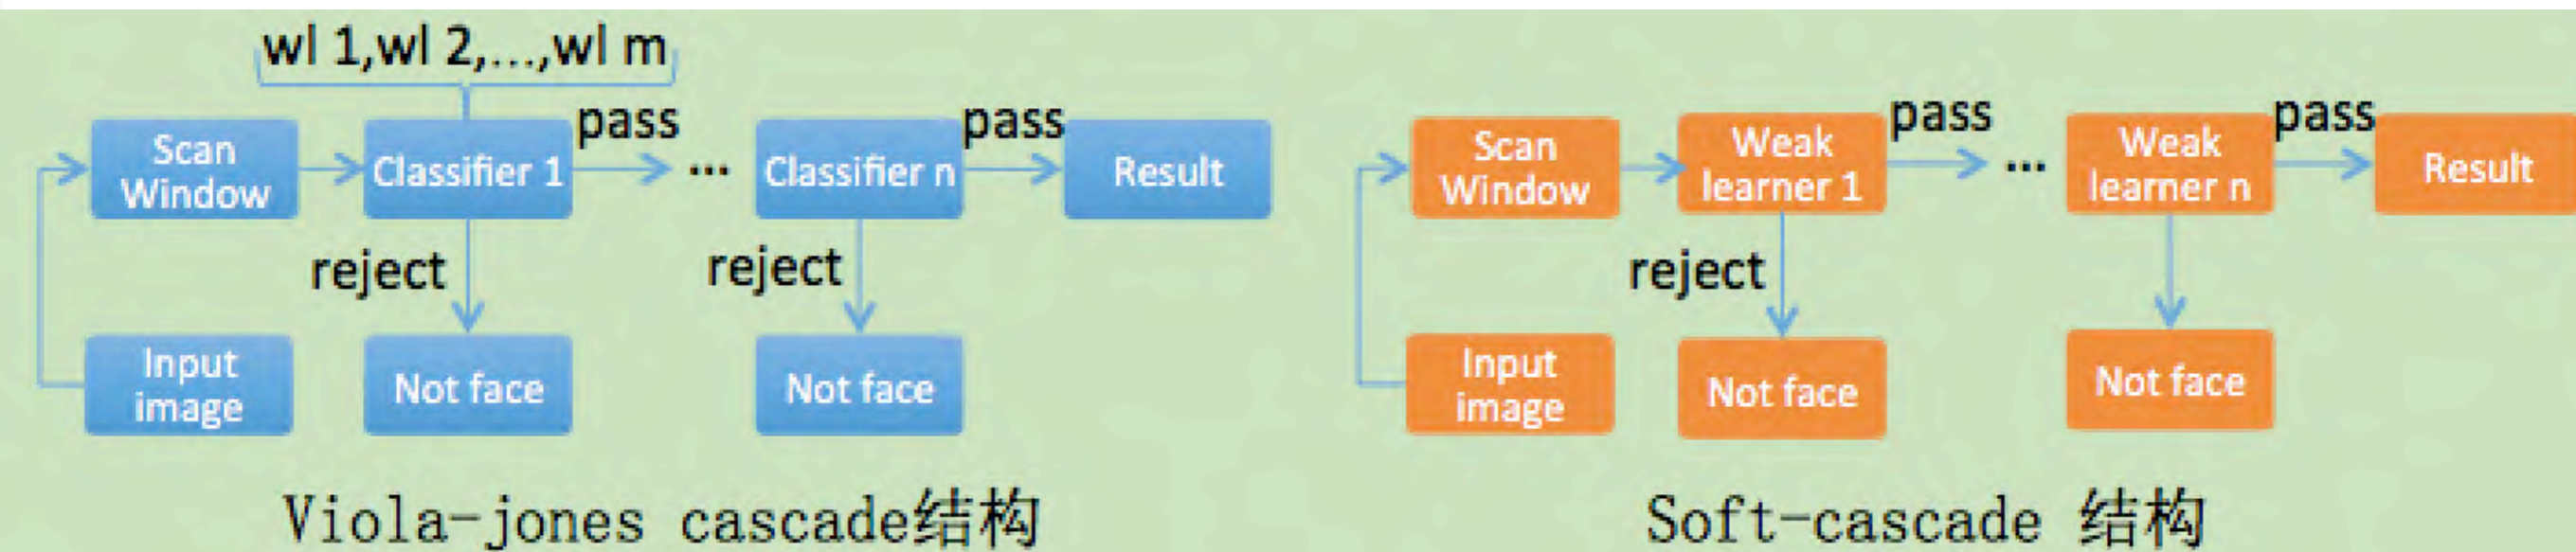 wl 1,wl 2,...,wl m
Scan
Window
Classifier 1
pass
...
Classifier n
pass
Result
reject
reject
Input
image
Not face
Not face
Viola-jones cascade结构
Scan
Window
Weak
learner 1
pass
...
Weak
learner n
pass
Result
reject
Input
image
Not face
Not face
Soft-cascade 结构